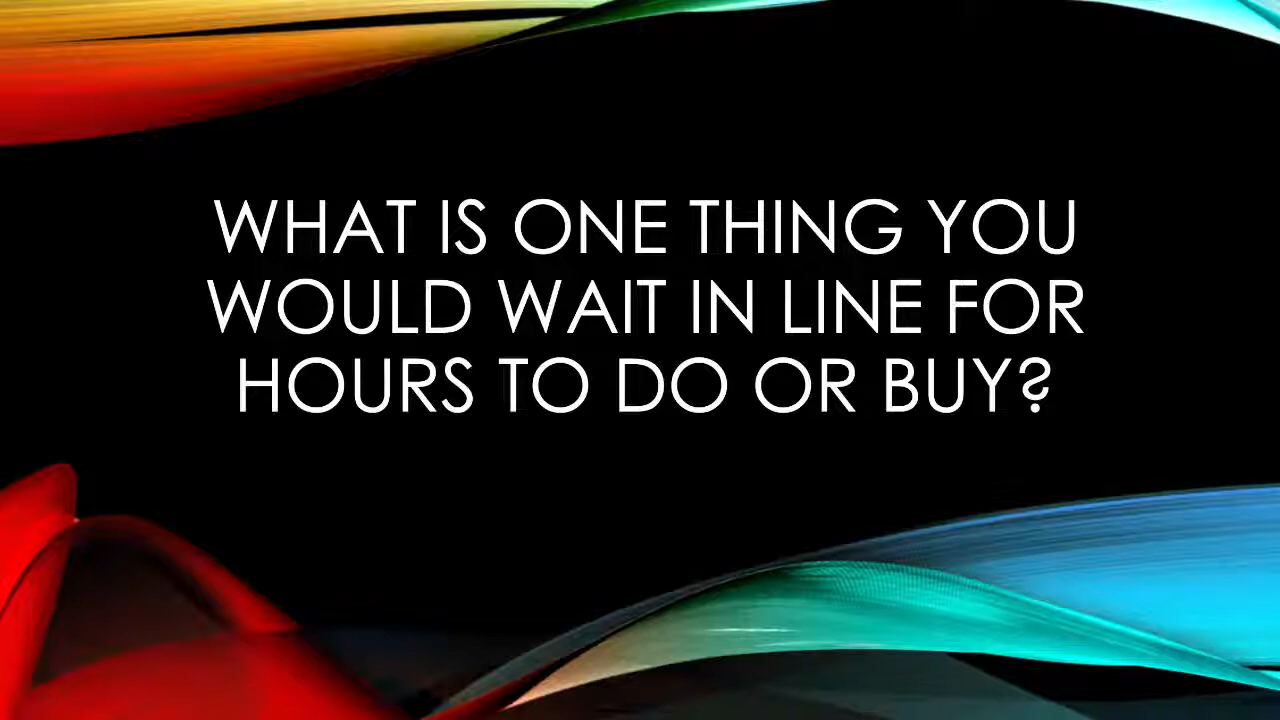 WHAT IS ONE THING YOU
WOULD WAIT IN LINE FOR
HOURS TO DO OR BUY?